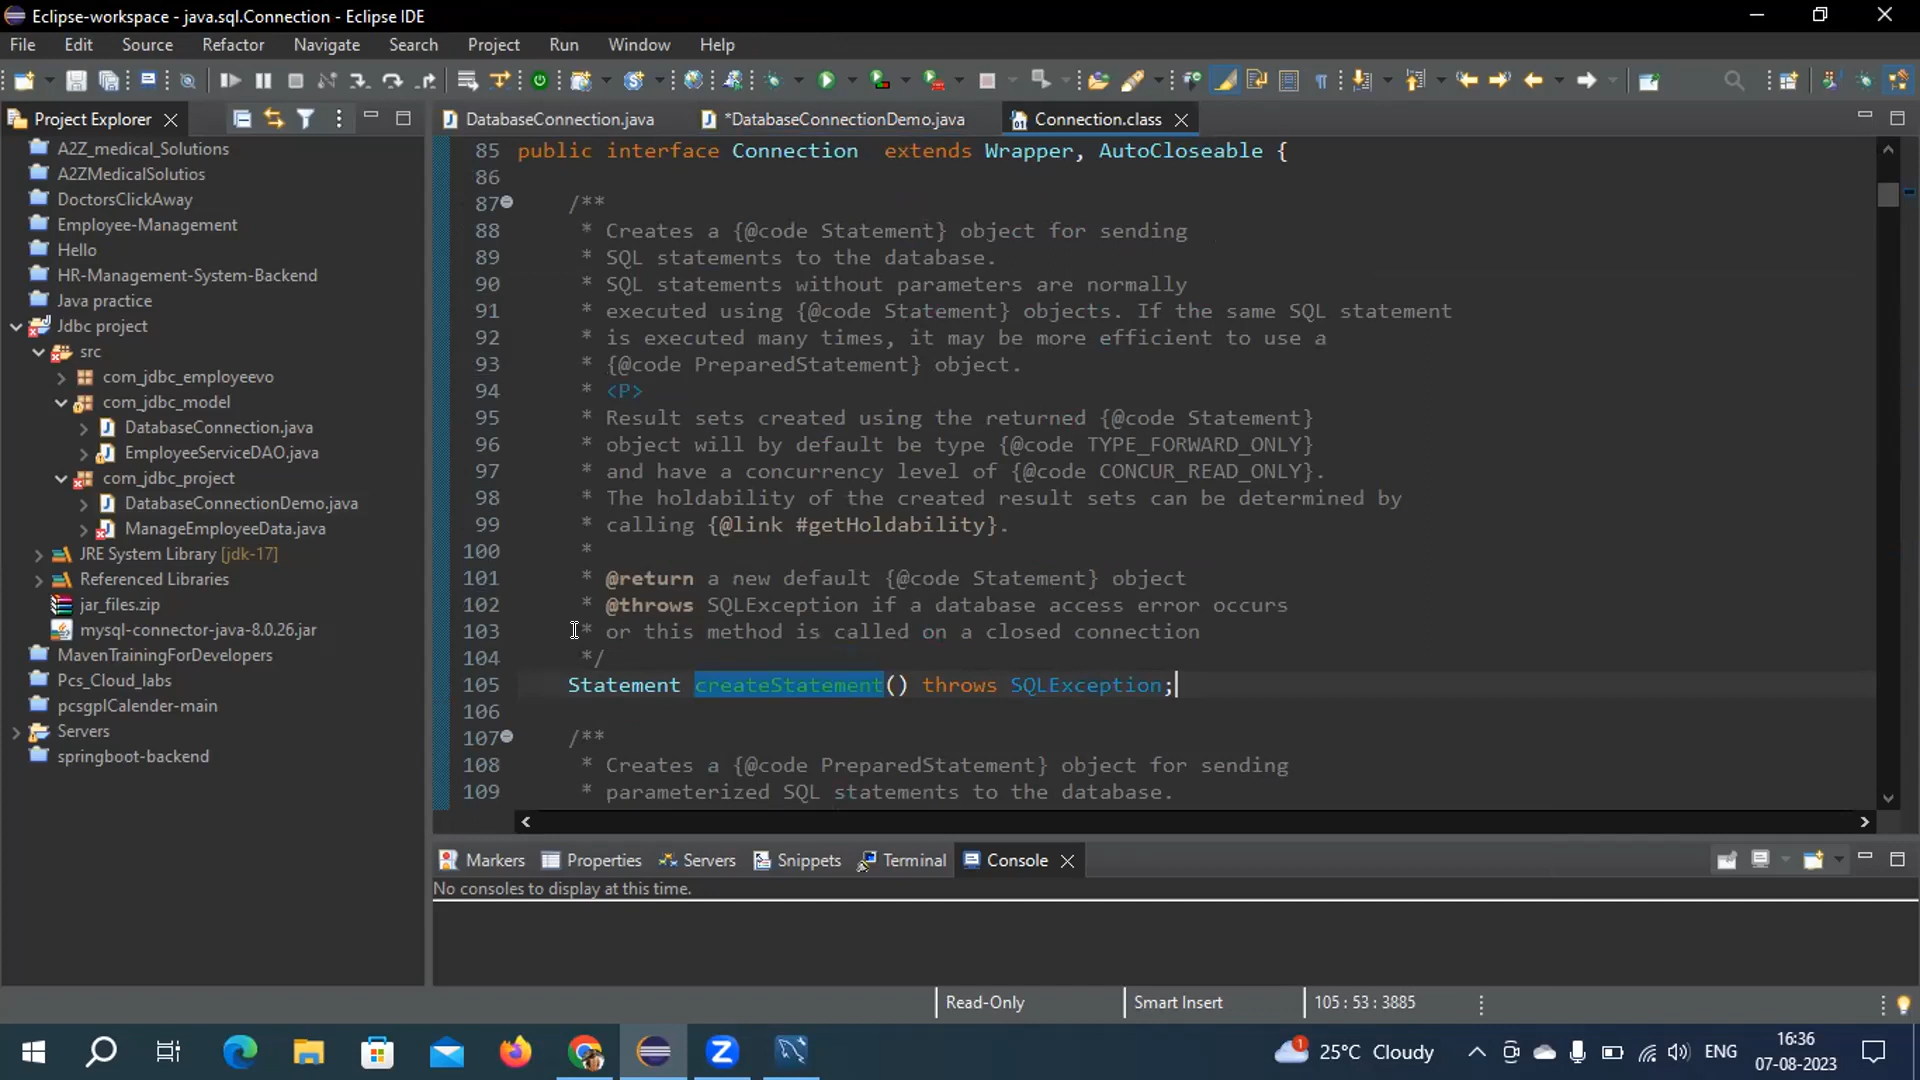 Eclipse-workspace - java.sql.Connection - Eclipse IDE
File Edit Source Refactor Navigate Search Project Run Window Help
Project Explorer
A2Z_medical_Solutions
A2ZMedicalSolutios
DoctorsClickAway
Employee-Management
Hello
HR-Management-System-Backend
Java practice
Jdbc project
src
com_jdbc_employeevo
com_jdbc_model
DatabaseConnection.java
EmployeeServiceDAO.java
com_jdbc_project
DatabaseConnectionDemo.java
ManageEmployeeData.java
JRE System Library [jdk-17]
Referenced Libraries
jar_files.zip
mysql-connector-java-8.0.26.jar
MavenTrainingForDevelopers
Pcs_Cloud_labs
pcsgplCalender-main
Servers
springboot-backend
DatabaseConnection.java *DatabaseConnectionDemo.java Connection.class
85 public interface Connection  extends Wrapper, AutoCloseable {
86
87 /**
88 * Creates a {@code Statement} object for sending
89 * SQL statements to the database.
90 * SQL statements without parameters are normally
91 * executed using {@code Statement} objects. If the same SQL statement
92 * is executed many times, it may be more efficient to use a
93 * {@code PreparedStatement} object.
94 * <P>
95 * Result sets created using the returned {@code Statement}
96 * object will by default be type {@code TYPE_FORWARD_ONLY}
97 * and have a concurrency level of {@code CONCUR_READ_ONLY}.
98 * The holdability of the created result sets can be determined by
99 * calling {@link #getHoldability}.
100 *
101 * @return a new default {@code Statement} object
102 * @throws SQLException if a database access error occurs
103 * or this method is called on a closed connection
104 */
105 Statement createStatement() throws SQLException;
106
107 /**
108 * Creates a {@code PreparedStatement} object for sending
109 * parameterized SQL statements to the database.
Markers Properties Servers Snippets Terminal Console
No consoles to display at this time.
Read-Only Smart Insert 105 : 53 : 3885
1 25°C Cloudy ENG 16:36
07-08-2023